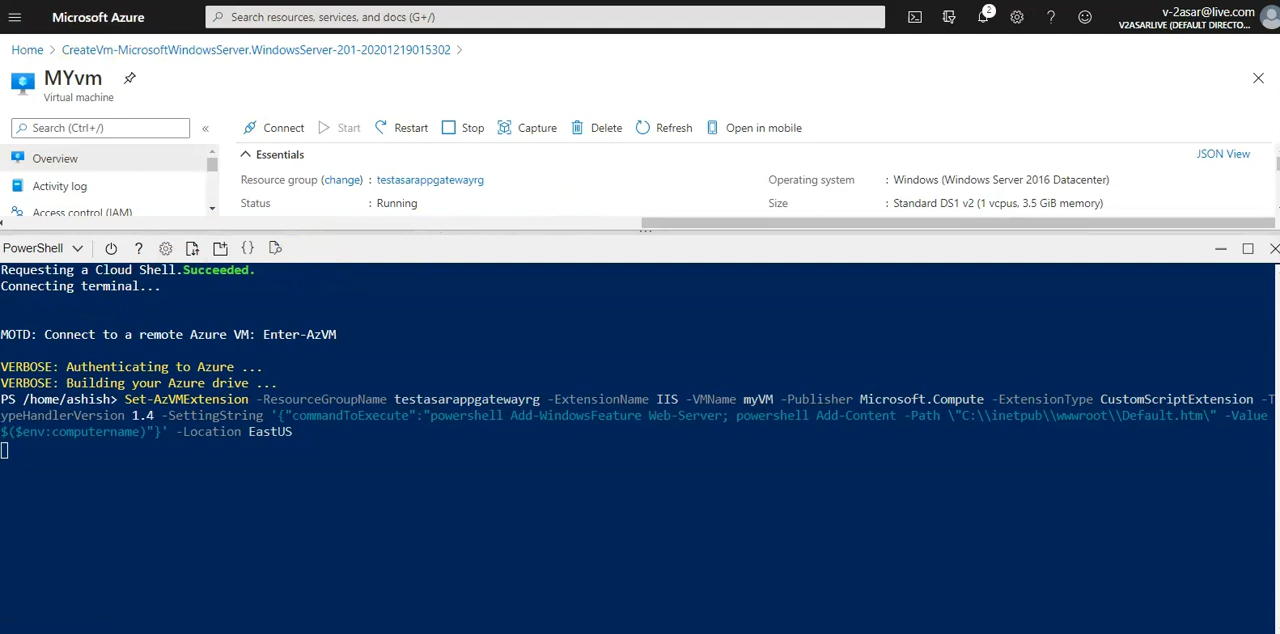 Microsoft Azure
Search resources, services, and docs (G+/)
2
v-2asar@live.com
V2ASARLIVE (DEFAULT DIRECTO...
Home > CreateVm-MicrosoftWindowsServer.WindowsServer-201-20201219015302 >
MYvm
Virtual machine
Search (Ctrl+/) «
Connect Start Restart Stop Capture Delete Refresh Open in mobile
Overview
Activity log
Access control (IAM)
Essentials
JSON View
Resource group (change) : testasarappgatewayrg
Operating system : Windows (Windows Server 2016 Datacenter)
Status : Running
Size : Standard DS1 v2 (1 vcpus, 3.5 GiB memory)
PowerShell
Requesting a Cloud Shell.Succeeded.
Connecting terminal...
MOTD: Connect to a remote Azure VM: Enter-AzVM
VERBOSE: Authenticating to Azure ...
VERBOSE: Building your Azure drive ...
PS /home/ashish> Set-AzVMExtension -ResourceGroupName testasarappgatewayrg -ExtensionName IIS -VMName myVM -Publisher Microsoft.Compute -ExtensionType CustomScriptExtension -T
ypeHandlerVersion 1.4 -SettingString '{"commandToExecute":"powershell Add-WindowsFeature Web-Server; powershell Add-Content -Path \"C:\\inetpub\\wwwroot\\Default.htm\" -Value
$($env:computername)"}' -Location EastUS